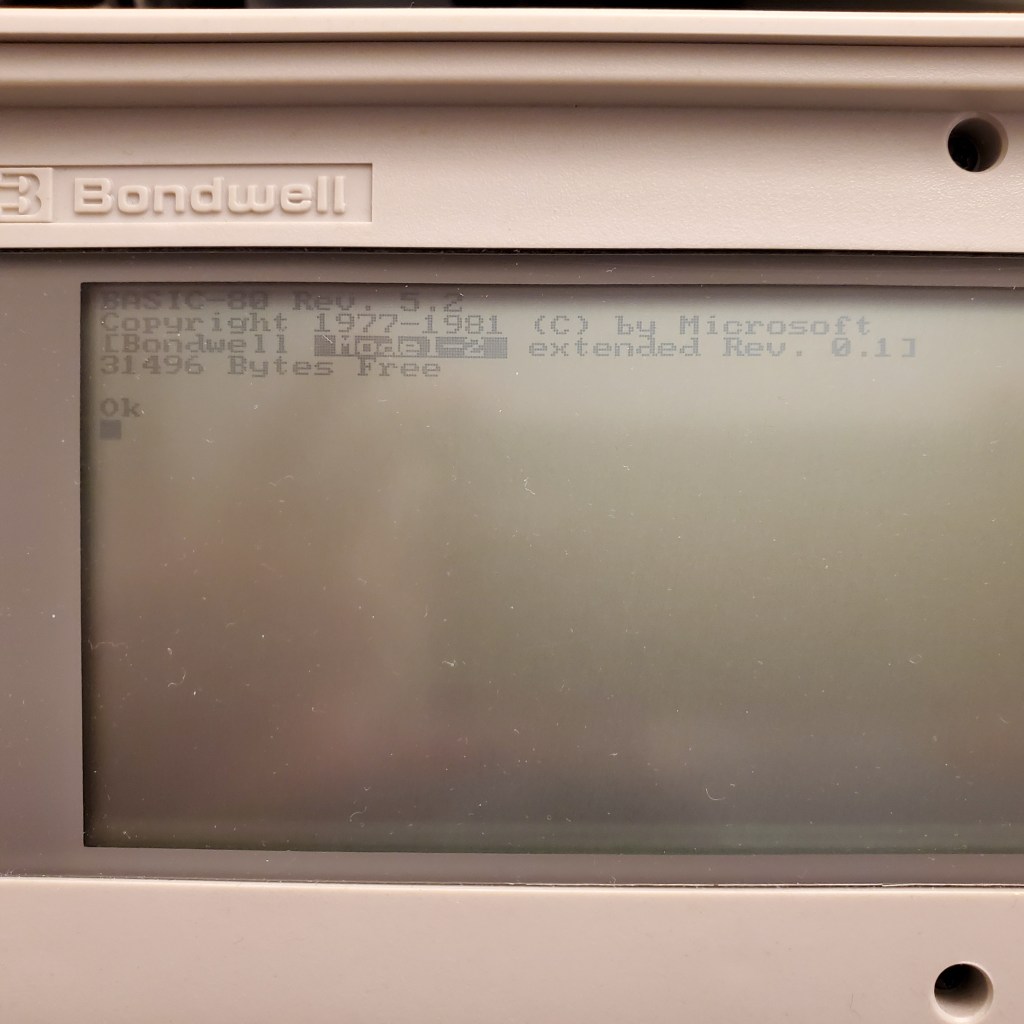 Bondwell
BASIC-80 Rev. 5.2
Copyright 1977-1981 (C) by Microsoft
[Bondwell Model-2 extended Rev. 0.1]
31496 Bytes Free
Ok